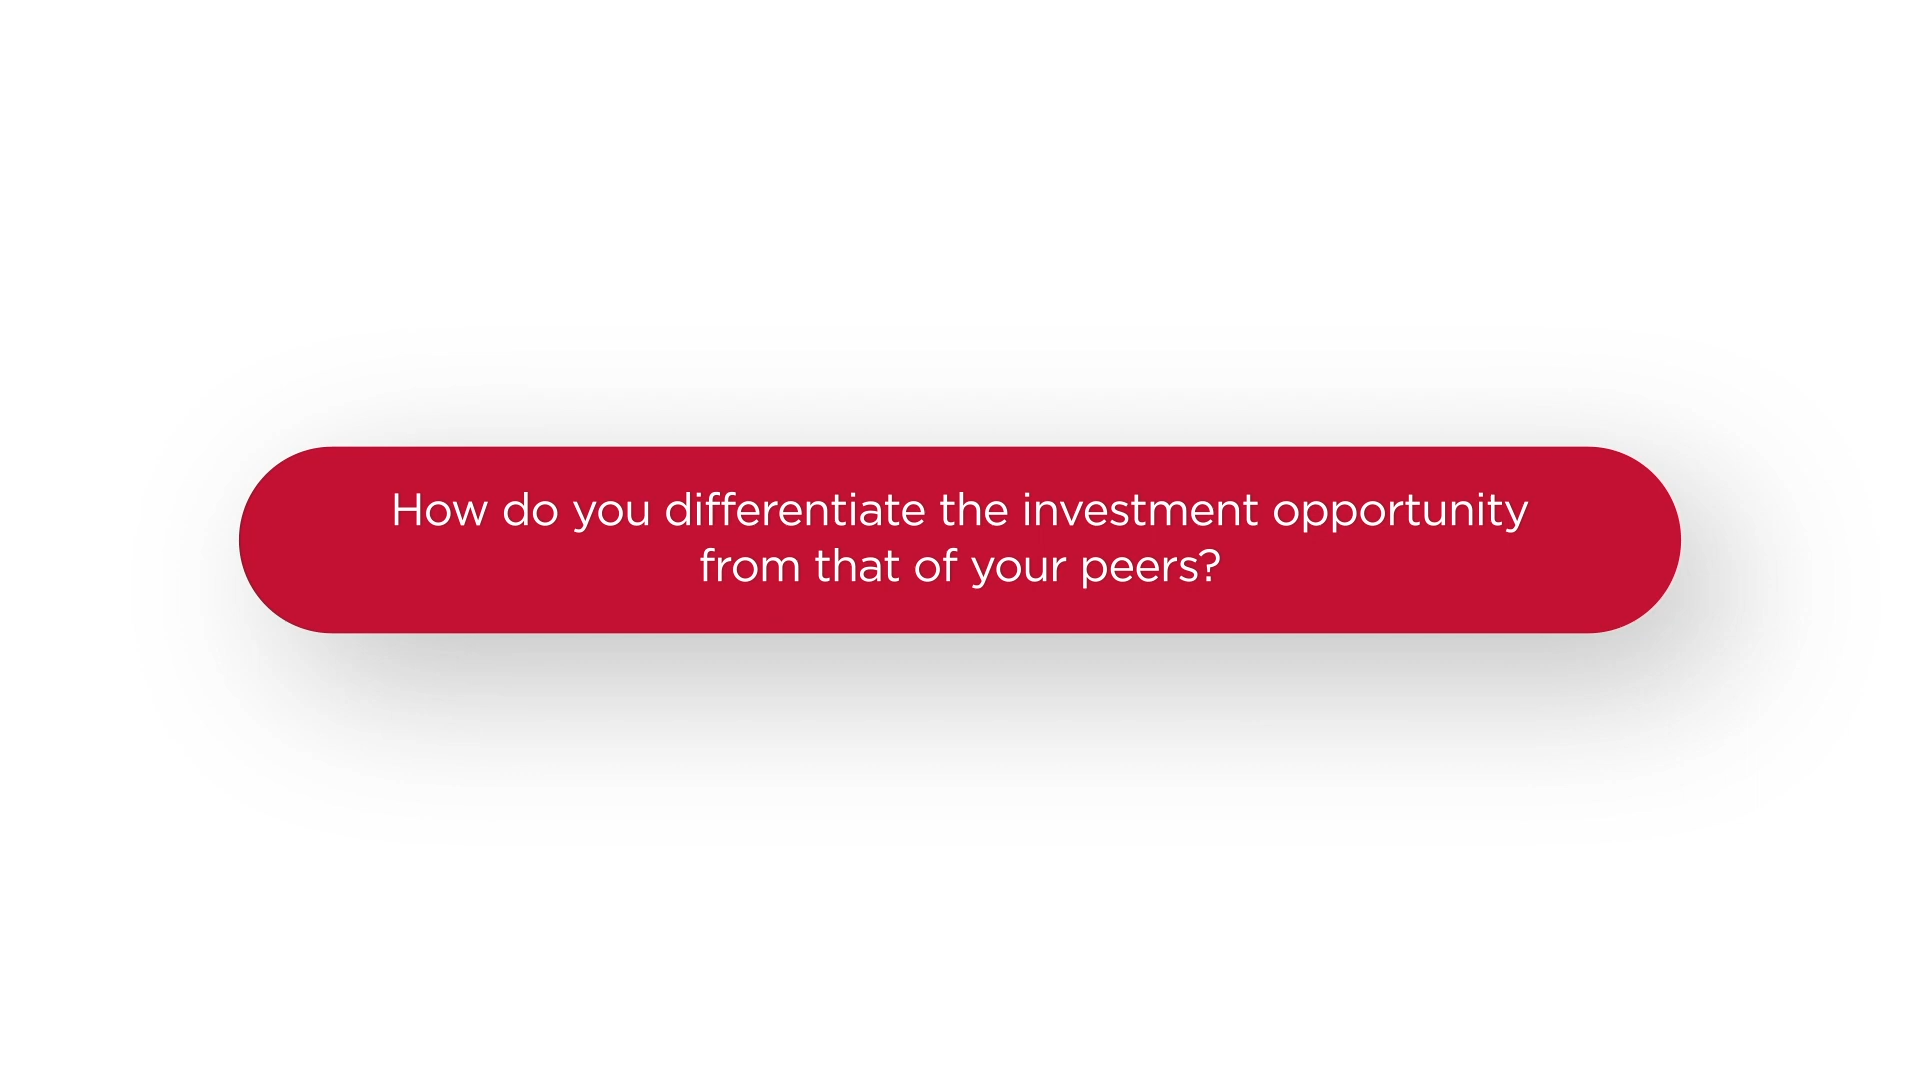 How do you differentiate the investment opportunity
from that of your peers?